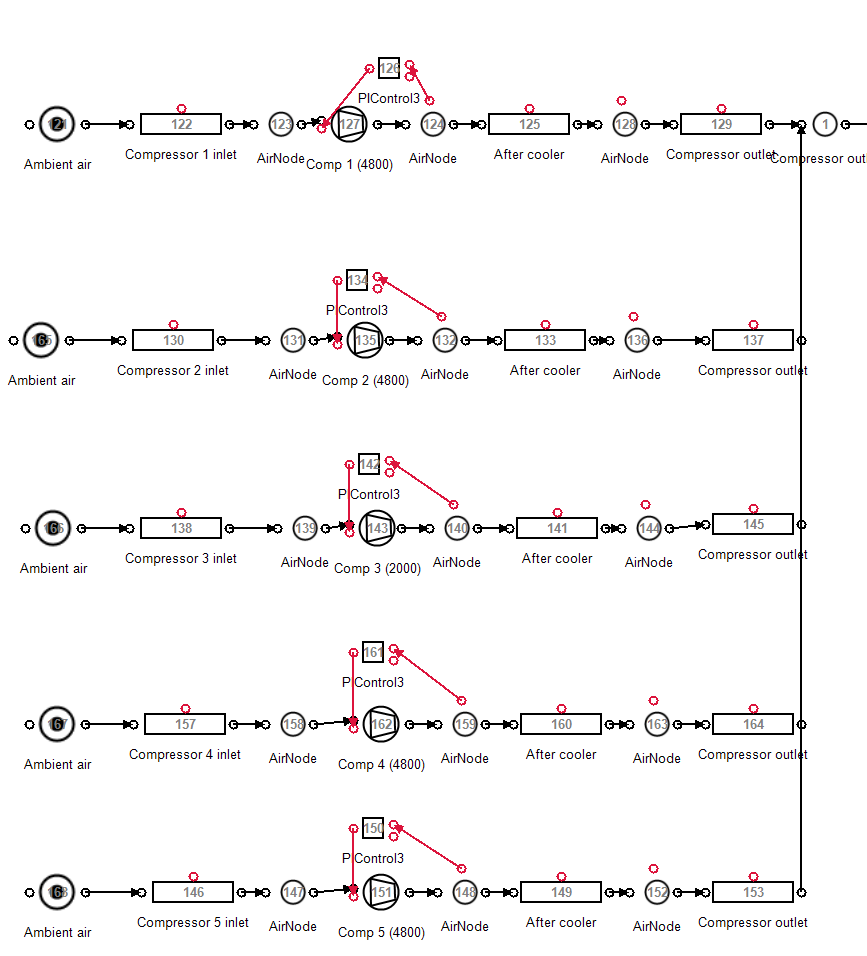 126
PIControl3
121
122
123
127
124
125
128
129
1
Ambient air
Compressor 1 inlet
AirNode
Comp 1 (4800)
AirNode
After cooler
AirNode
Compressor outlet
Compressor outl
134
PIControl3
165
130
131
135
132
133
136
137
Ambient air
Compressor 2 inlet
AirNode
Comp 2 (4800)
AirNode
After cooler
AirNode
Compressor outlet
142
PIControl3
166
138
139
143
140
141
144
145
Ambient air
Compressor 3 inlet
AirNode
Comp 3 (2000)
AirNode
After cooler
AirNode
Compressor outlet
161
PIControl3
167
157
158
162
159
160
163
164
Ambient air
Compressor 4 inlet
AirNode
Comp 4 (4800)
AirNode
After cooler
AirNode
Compressor outlet
150
PIControl3
168
146
147
151
148
149
152
153
Ambient air
Compressor 5 inlet
AirNode
Comp 5 (4800)
AirNode
After cooler
AirNode
Compressor outlet